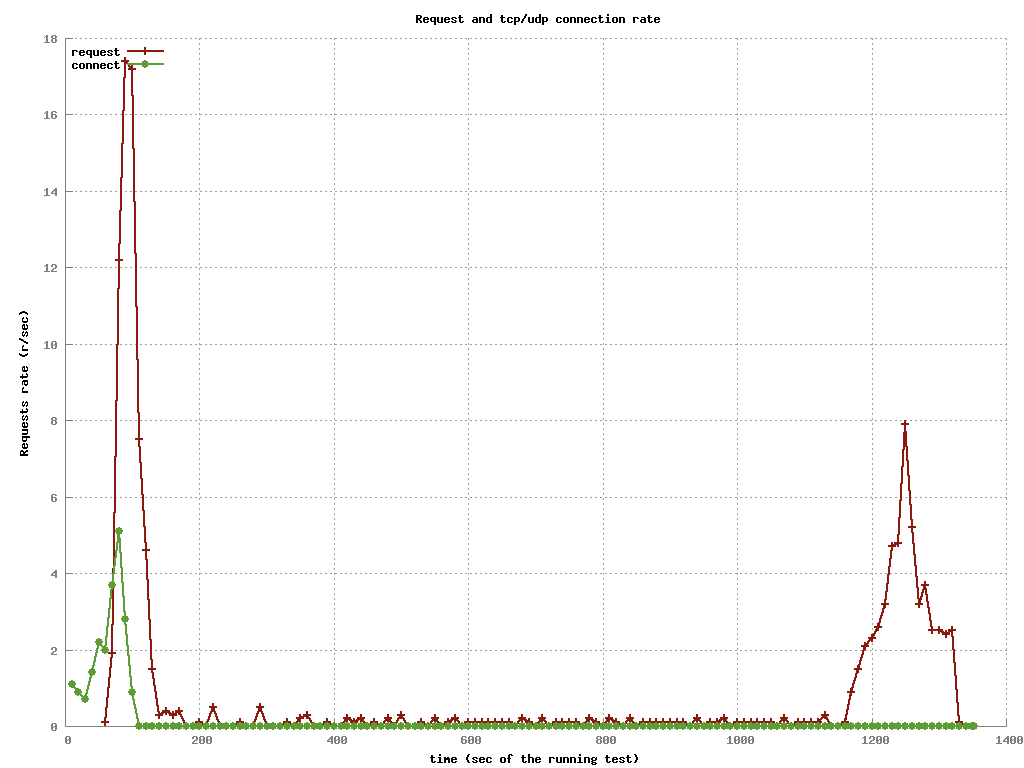 Request and tcp/udp connection rate
18
request
connect
16
14
12
10
8
6
4
2
0
Requests rate (r/sec)
0 200 400 600 800 1000 1200 1400
time (sec of the running test)